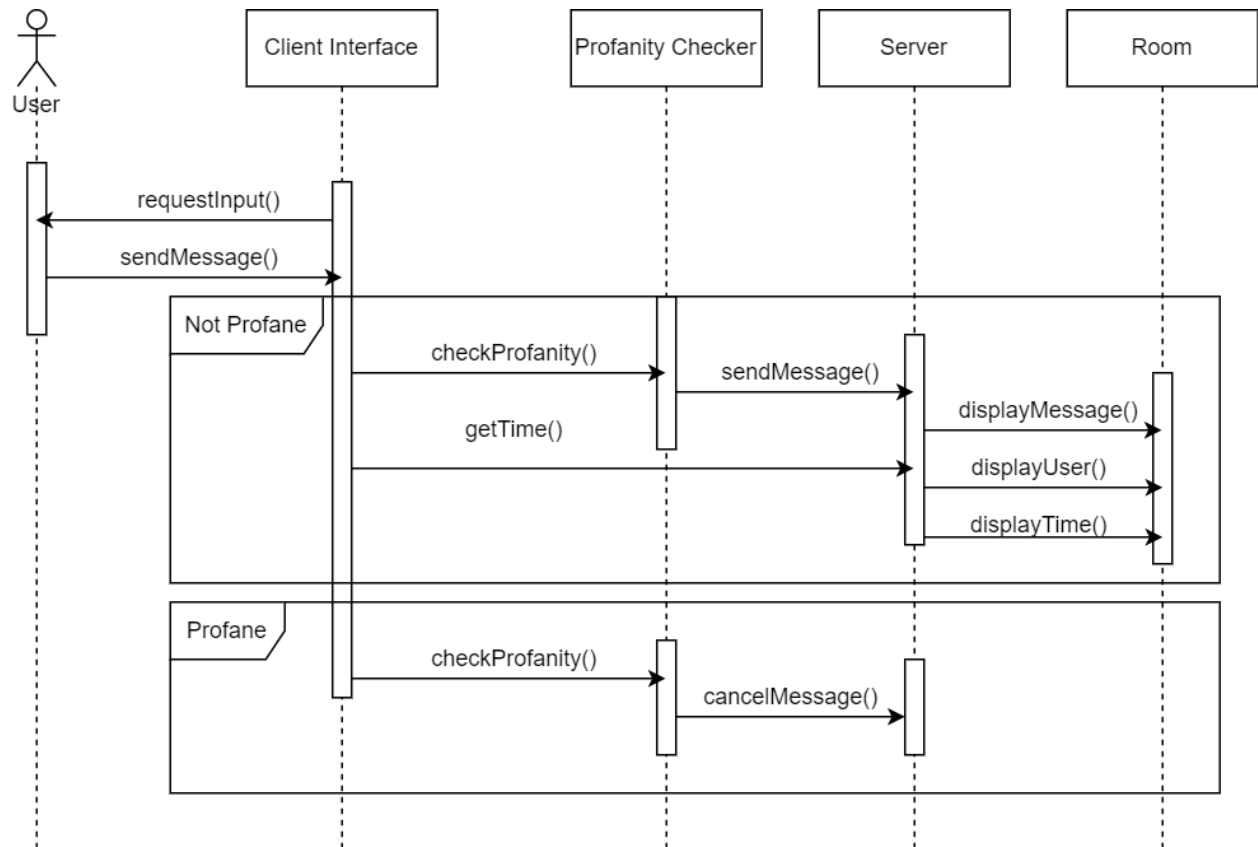 Client Interface
Profanity Checker
Server
Room
User
requestInput()
sendMessage()
Not Profane
checkProfanity()
sendMessage()
displayMessage()
getTime()
displayUser()
displayTime()
Profane
checkProfanity()
cancelMessage()